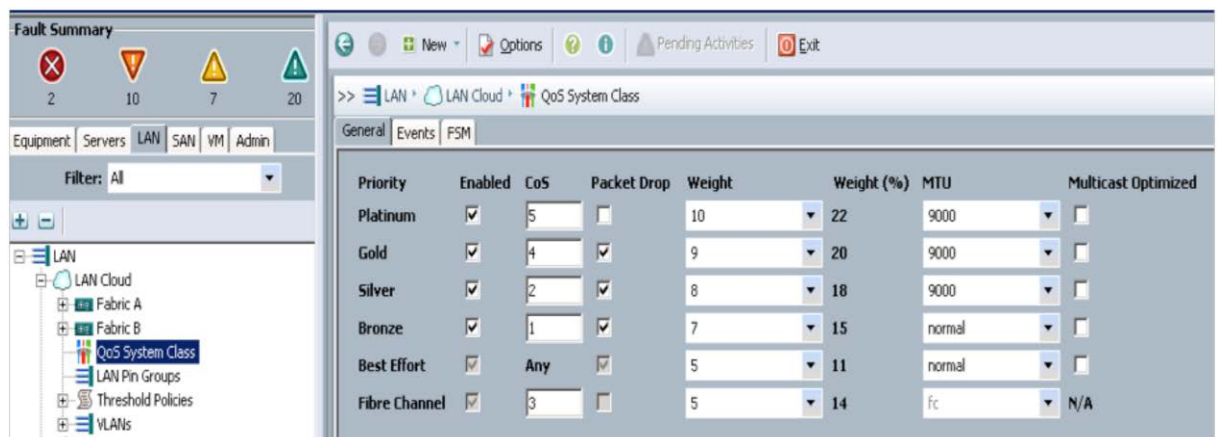 Fault Summary
2 10 7 20
Equipment Servers LAN SAN VM Admin
Filter: All
LAN
LAN Cloud
Fabric A
Fabric B
QoS System Class
LAN Pin Groups
Threshold Policies
VLANs
New Options Pending Activities Exit
>> LAN LAN Cloud QoS System Class
General Events FSM
Priority Enabled CoS Packet Drop Weight Weight (%) MTU Multicast Optimized
Platinum 5 10 22 9000
Gold 4 9 20 9000
Silver 2 8 18 9000
Bronze 1 7 15 normal
Best Effort Any 5 11 normal
Fibre Channel 3 5 14 fc N/A